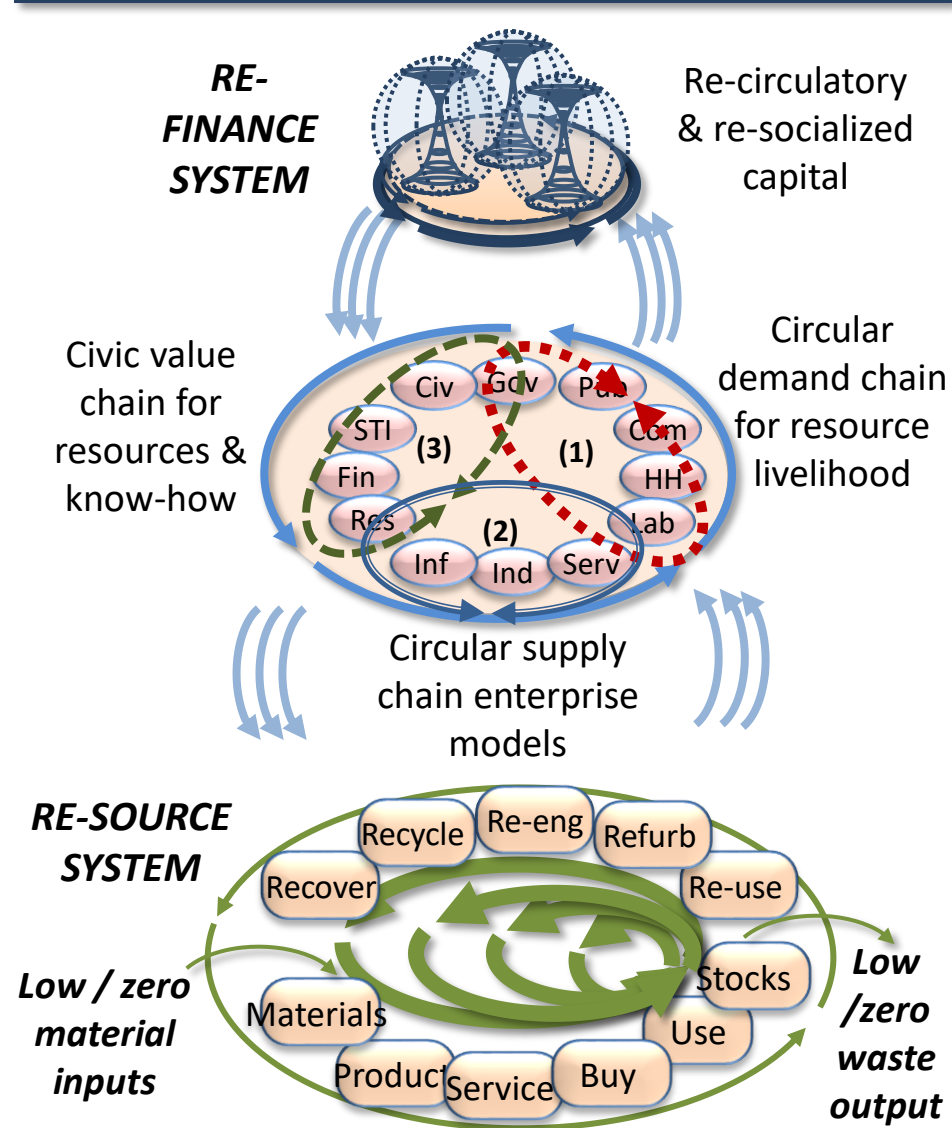 RE-
FINANCE
SYSTEM
Re-circulatory
& re-socialized
capital
Civic value
chain for
resources &
know-how
Circular
demand chain
for resource
livelihood
Civ
Gov
Pub
STI
(3)
(1)
Com
Fin
HH
Res
(2)
Lab
Inf
Ind
Serv
Circular supply
chain enterprise
models
RE-SOURCE
SYSTEM
Recycle
Re-eng
Refurb
Recover
Re-use
Low / zero
material
inputs
Materials
Stocks
Use
Product
Service
Buy
Low
/zero
waste
output